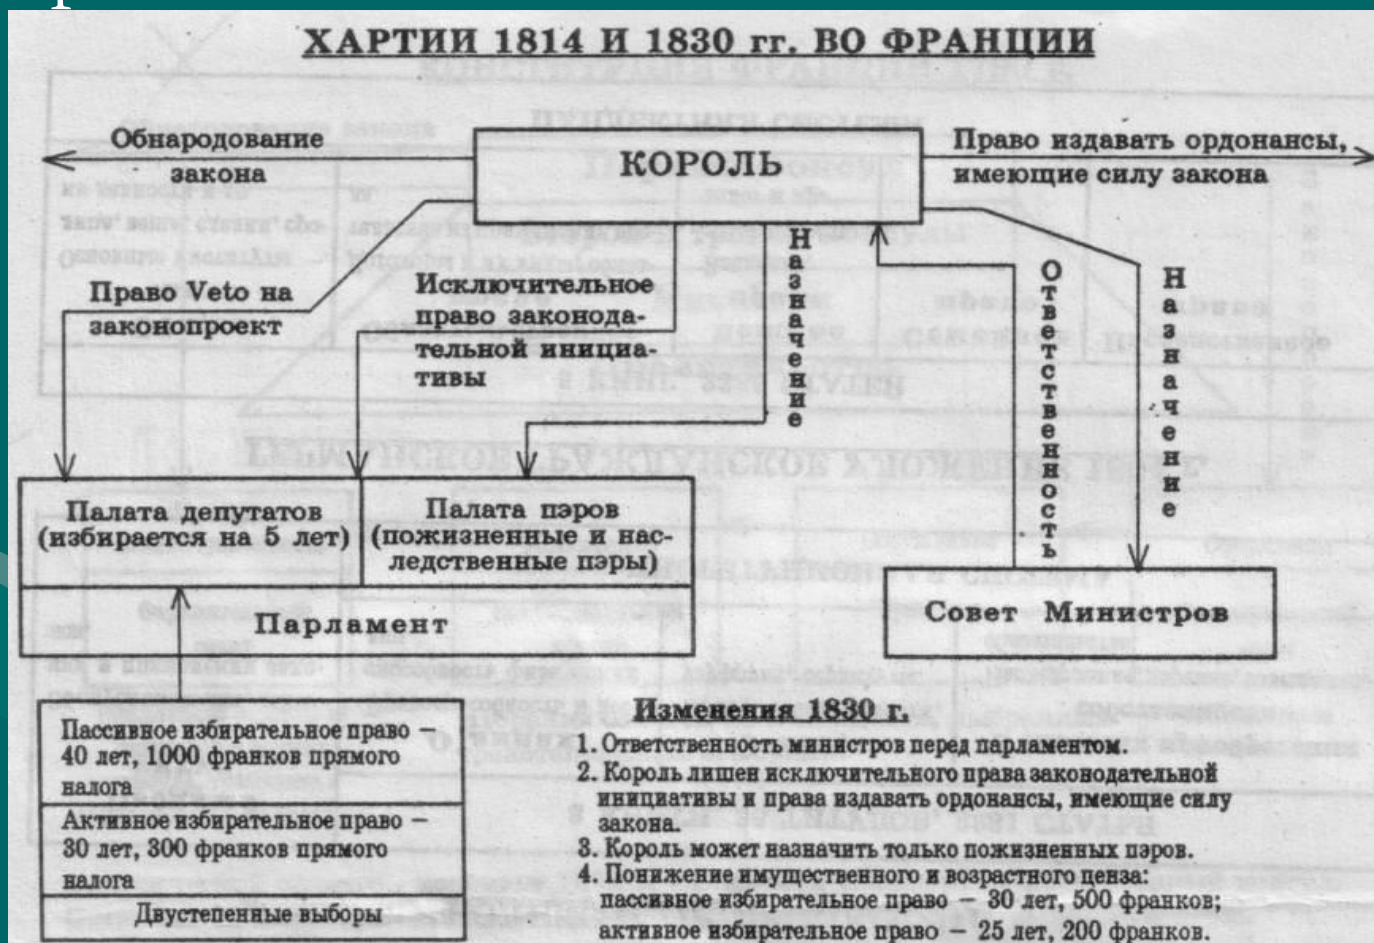 ХАРТИИ 1814 И 1830 гг. ВО ФРАНЦИИ
Обнародование
закона
КОРОЛЬ
Право издавать ордонансы,
имеющие силу закона
Право Veto на
законопроект
Исключительное
право законода-
тельной инициа-
тивы
Назначение
Ответственность
Назначение
Палата депутатов
(избирается на 5 лет)
Палата пэров
(пожизненные и нас-
ледственные пэры)
Парламент
Совет Министров
Пассивное избирательное право —
40 лет, 1000 франков прямого
налога
Активное избирательное право —
30 лет, 300 франков прямого
налога
Двустепенные выборы
Изменения 1830 г.
1. Ответственность министров перед парламентом.
2. Король лишен исключительного права законодательной
инициативы и права издавать ордонансы, имеющие силу
закона.
3. Король может назначить только пожизненных пэров.
4. Понижение имущественного и возрастного ценза:
пассивное избирательное право — 30 лет, 500 франков;
активное избирательное право — 25 лет, 200 франков.